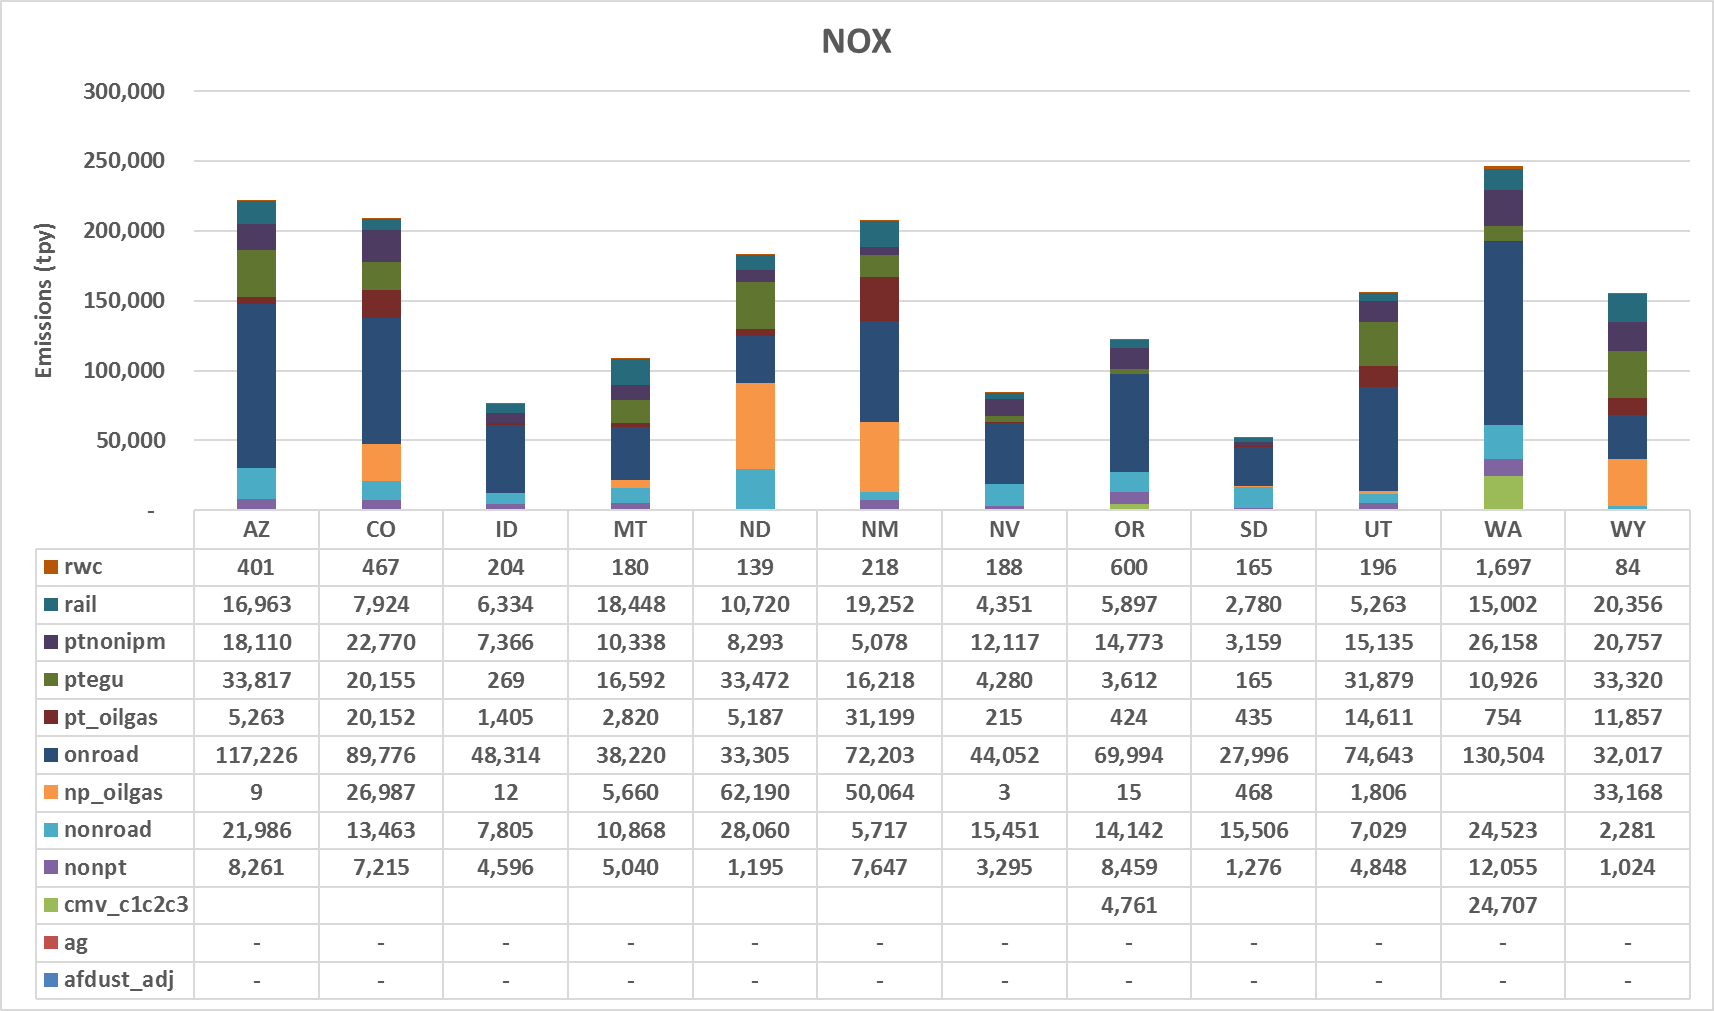 NOX
300,000
250,000
200,000
150,000
100,000
50,000
-
Emissions (tpy)
AZ CO ID MT ND NM NV OR SD UT WA WY
rwc 401 467 204 180 139 218 188 600 165 196 1,697 84
rail 16,963 7,924 6,334 18,448 10,720 19,252 4,351 5,897 2,780 5,263 15,002 20,356
ptnonipm 18,110 22,770 7,366 10,338 8,293 5,078 12,117 14,773 3,159 15,135 26,158 20,757
ptegu 33,817 20,155 269 16,592 33,472 16,218 4,280 3,612 165 31,879 10,926 33,320
pt_oilgas 5,263 20,152 1,405 2,820 5,187 31,199 215 424 435 14,611 754 11,857
onroad 117,226 89,776 48,314 38,220 33,305 72,203 44,052 69,994 27,996 74,643 130,504 32,017
np_oilgas 9 26,987 12 5,660 62,190 50,064 3 15 468 1,806 33,168
nonroad 21,986 13,463 7,805 10,868 28,060 5,717 15,451 14,142 15,506 7,029 24,523 2,281
nonpt 8,261 7,215 4,596 5,040 1,195 7,647 3,295 8,459 1,276 4,848 12,055 1,024
cmv_c1c2c3 4,761 24,707
ag - - - - - - - - - - - -
afdust_adj - - - - - - - - - - - -